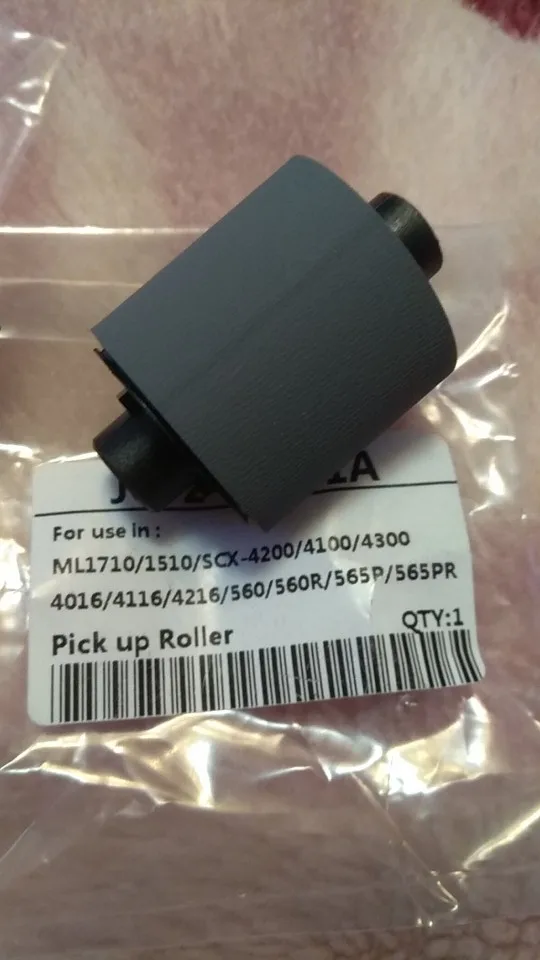 For use in :
ML1710/1510/SCX-4200/4100/4300
4016/4116/4216/560/560R/565P/565PR
Pick up Roller QTY:1